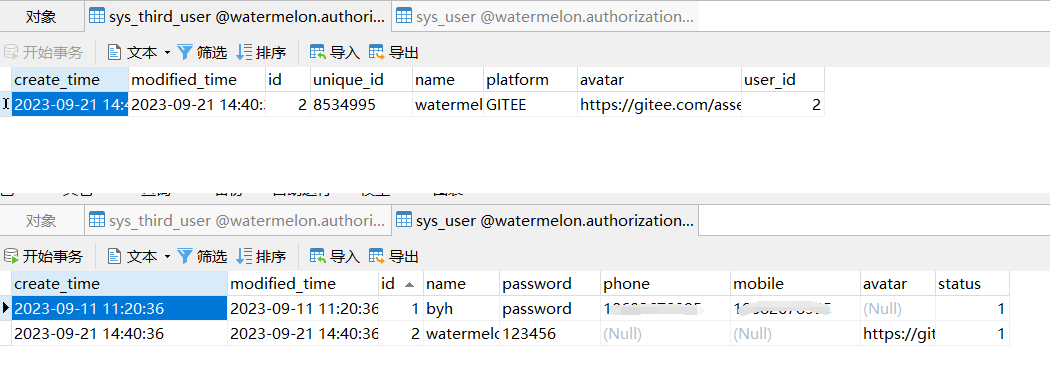 对象 sys_third_user @watermelon.authori... sys_user @watermelon.authorization...
开始事务 文本 筛选 排序 导入 导出
create_time modified_time id unique_id name platform avatar user_id
2023-09-21 14:4 2023-09-21 14:40: 2 8534995 watermel GITEE https://gitee.com/asse 2
对象 sys_third_user @watermelon.authori... sys_user @watermelon.authorization...
开始事务 文本 筛选 排序 导入 导出
create_time modified_time id name password phone mobile avatar status
2023-09-11 11:20:36 2023-09-11 11:20:36 1 byh password (Null) 1
2023-09-21 14:40:36 2023-09-21 14:40:36 2 watermelo 123456 (Null) (Null) https://git 1